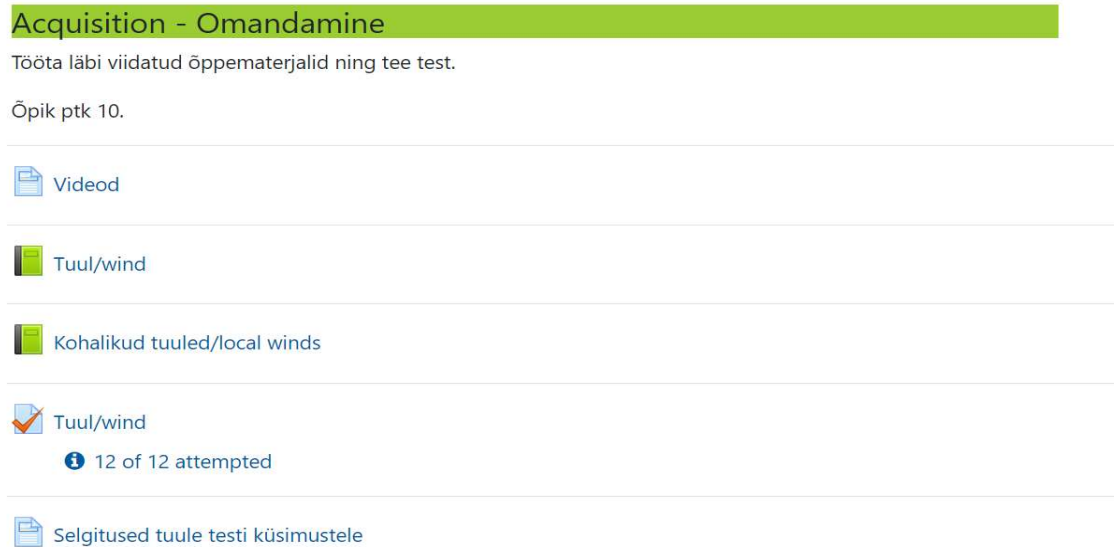 Acquisition - Omandamine
Tööta läbi viidatud õppematerjalid ning tee test.
Õpik ptk 10.
Videod
Tuul/wind
Kohalikud tuuled/local winds
Tuul/wind
12 of 12 attempted
Selgitused tuule testi küsimustele